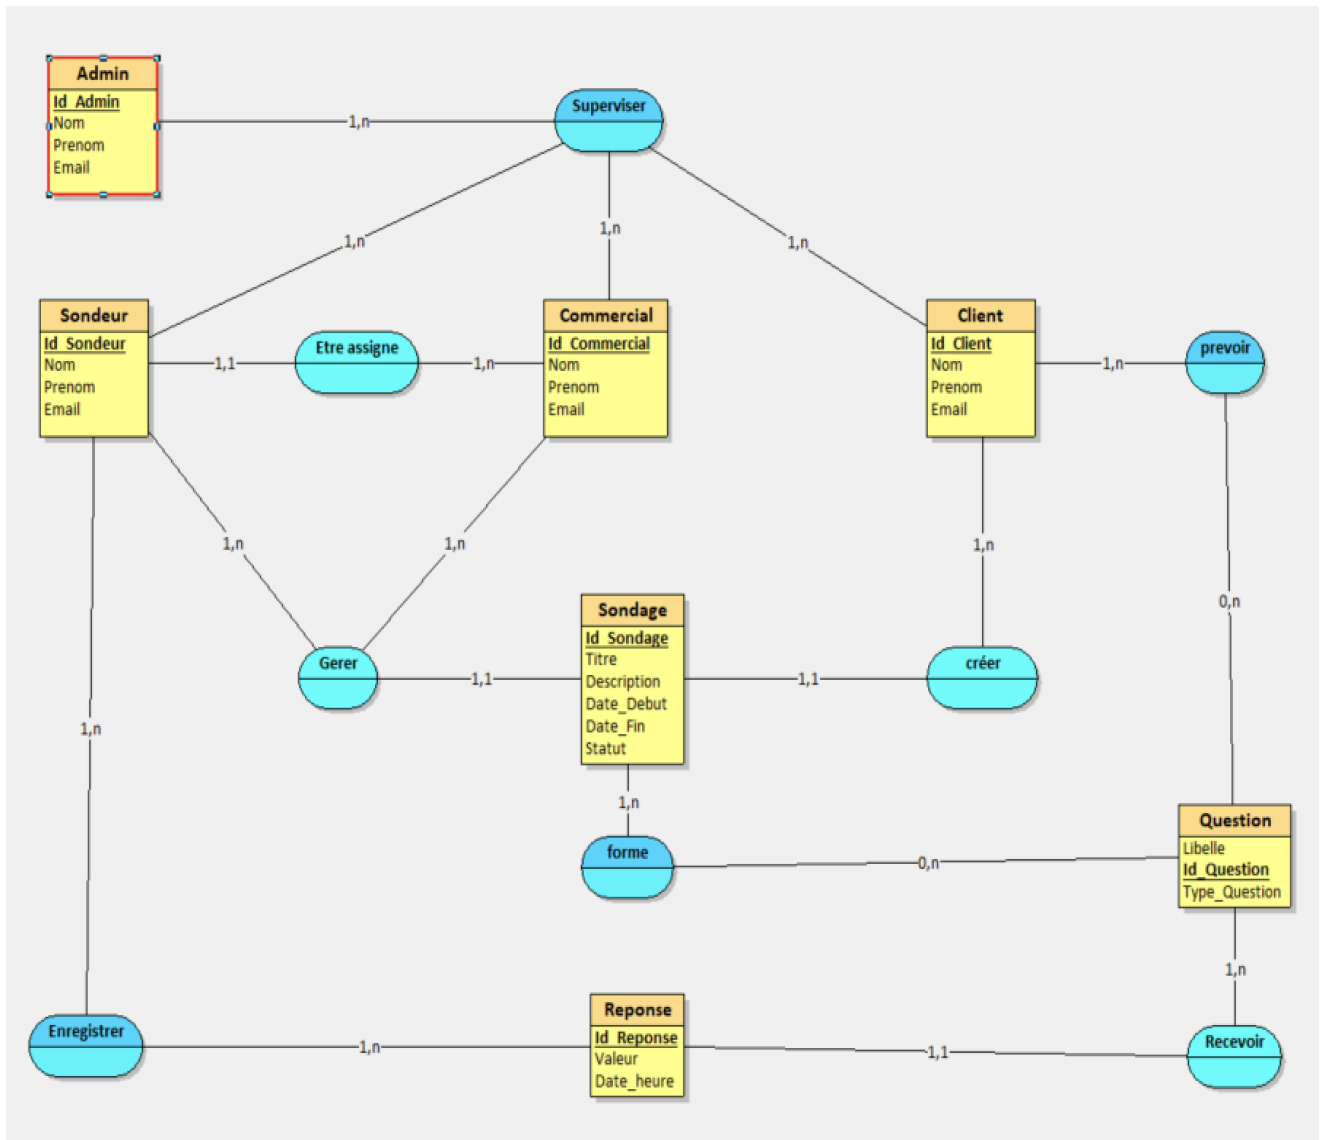 Admin
Id_Admin
Nom
Prenom
Email
Superviser
1,n
1,n
1,n
1,n
Sondeur
Id_Sondeur
Nom
Prenom
Email
1,1
Etre assigne
1,n
Commercial
Id_Commercial
Nom
Prenom
Email
Client
Id_Client
Nom
Prenom
Email
1,n
prevoir
1,n
1,n
1,n
0,n
Gerer
1,1
Sondage
Id_Sondage
Titre
Description
Date_Debut
Date_Fin
Statut
1,1
créer
1,n
1,n
forme
0,n
Question
Libelle
Id_Question
Type_Question
1,n
Enregistrer
1,n
Reponse
Id_Reponse
Valeur
Date_heure
1,1
Recevoir